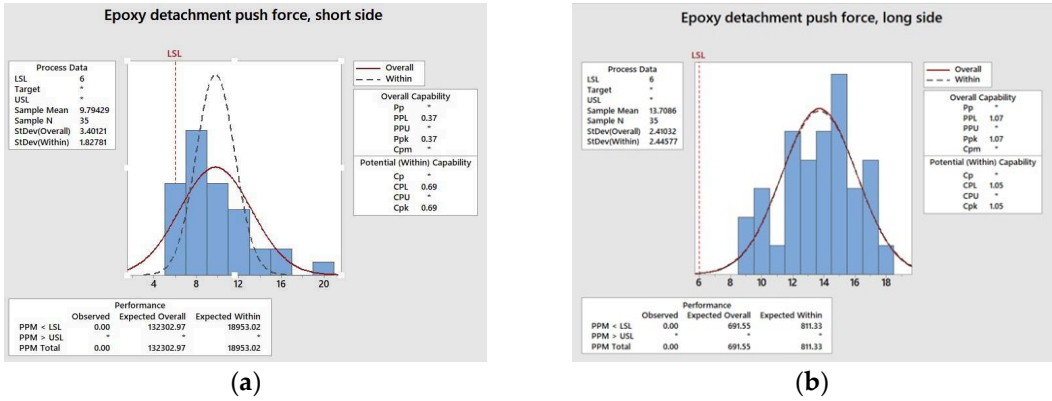 Epoxy detachment push force, short side
LSL
Process Data
LSL 6
Target *
USL *
Sample Mean 9.79429
Sample N 35
StDev(Overall) 3.40121
StDev(Within) 1.82781
Overall
Within
Overall Capability
Pp *
PPL 0.37
PPU *
Ppk 0.37
Cpm *
Potential (Within) Capability
Cp *
CPL 0.69
CPU *
Cpk 0.69
4 8 12 16 20
Performance
Observed Expected Overall Expected Within
PPM < LSL 0.00 132302.97 18953.02
PPM > USL * * *
PPM Total 0.00 132302.97 18953.02
(a)
Epoxy detachment push force, long side
LSL
Process Data
LSL 6
Target *
USL *
Sample Mean 13.7086
Sample N 35
StDev(Overall) 2.41032
StDev(Within) 2.44577
Overall
Within
Overall Capability
Pp *
PPL 1.07
PPU *
Ppk 1.07
Cpm *
Potential (Within) Capability
Cp *
CPL 1.05
CPU *
Cpk 1.05
6 8 10 12 14 16 18
Performance
Observed Expected Overall Expected Within
PPM < LSL 0.00 691.55 811.33
PPM > USL * * *
PPM Total 0.00 691.55 811.33
(b)